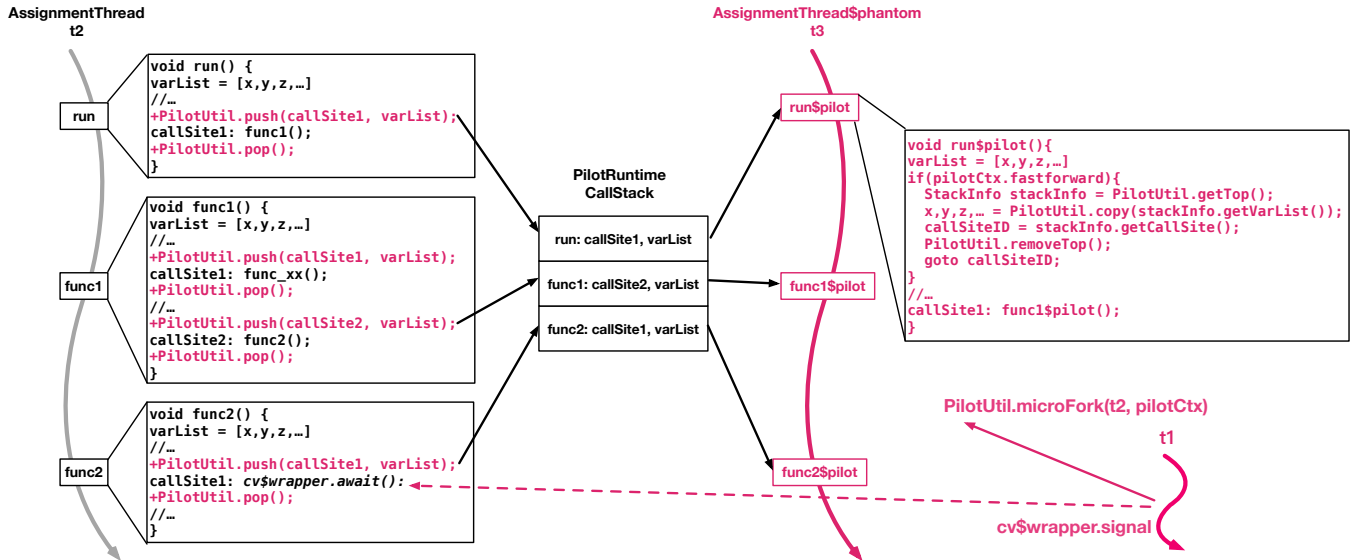 AssignmentThread
t2
run
void run() {
varList = [x,y,z,…]
//…
+PilotUtil.push(callSite1, varList);
callSite1: func1();
+PilotUtil.pop();
}
func1
void func1() {
varList = [x,y,z,…]
//…
+PilotUtil.push(callSite1, varList);
callSite1: func_xx();
+PilotUtil.pop();
//…
+PilotUtil.push(callSite2, varList);
callSite2: func2();
+PilotUtil.pop();
}
func2
void func2() {
varList = [x,y,z,…]
//…
+PilotUtil.push(callSite1, varList);
callSite1: cv$wrapper.await():
+PilotUtil.pop();
//…
}
PilotRuntime
CallStack
run: callSite1, varList
func1: callSite2, varList
func2: callSite1, varList
AssignmentThread$phantom
t3
run$pilot
func1$pilot
func2$pilot
void run$pilot(){
varList = [x,y,z,…]
if(pilotCtx.fastforward){
StackInfo stackInfo = PilotUtil.getTop();
x,y,z,… = PilotUtil.copy(stackInfo.getVarList());
callSiteID = stackInfo.getCallSite();
PilotUtil.removeTop();
goto callSiteID;
}
//…
callSite1: func1$pilot();
}
PilotUtil.microFork(t2, pilotCtx)
t1
cv$wrapper.signal